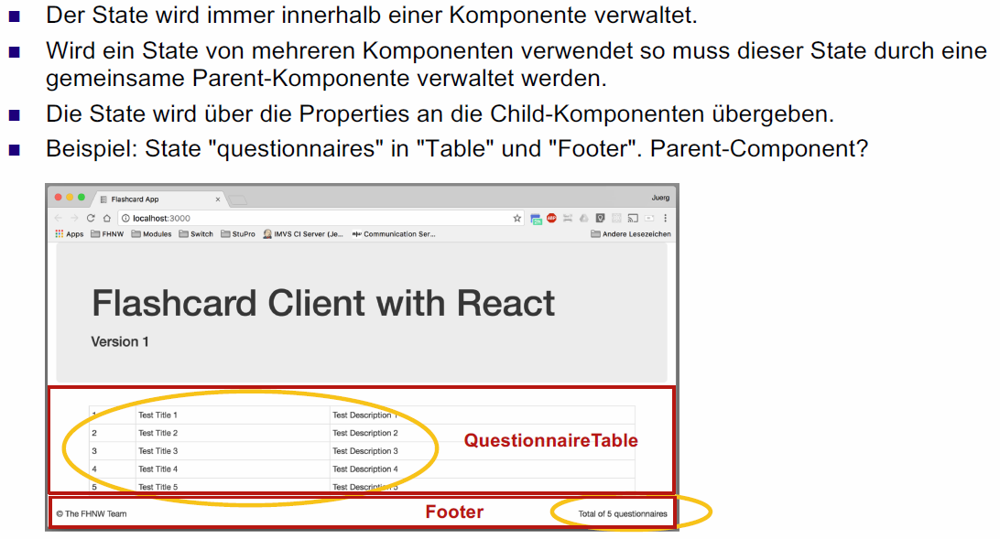 Der State wird immer innerhalb einer Komponente verwaltet.
Wird ein State von mehreren Komponenten verwendet so muss dieser State durch eine
gemeinsame Parent-Komponente verwaltet werden.
Die State wird über die Properties an die Child-Komponenten übergeben.
Beispiel: State "questionnaires" in "Table" und "Footer". Parent-Component?
Flashcard App
Juerg
localhost:3000
ABP
Apps FHNW Modules Switch StuPro IMVS CI Server (Je... Communication Ser... Andere Lesezeichen
Flashcard Client with React
Version 1
1 Test Title 1 Test Description 1
2 Test Title 2 Test Description 2
QuestionnaireTable
3 Test Title 3 Test Description 3
4 Test Title 4 Test Description 4
5 Test Title 5 Test Description 5
© The FHNW Team Footer Total of 5 questionnaires